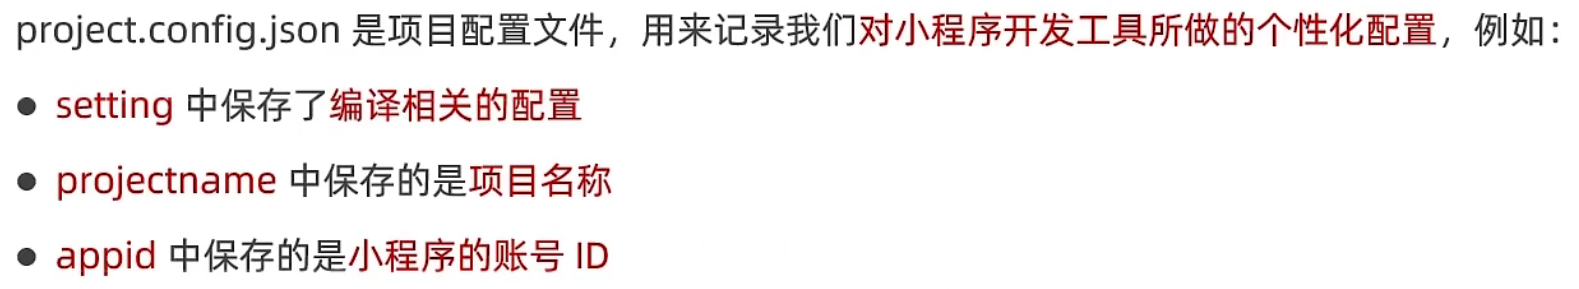 project.config.json 是项目配置文件，用来记录我们对小程序开发工具所做的个性化配置，例如：
● setting 中保存了编译相关的配置
● projectname 中保存的是项目名称
● appid 中保存的是小程序的账号 ID